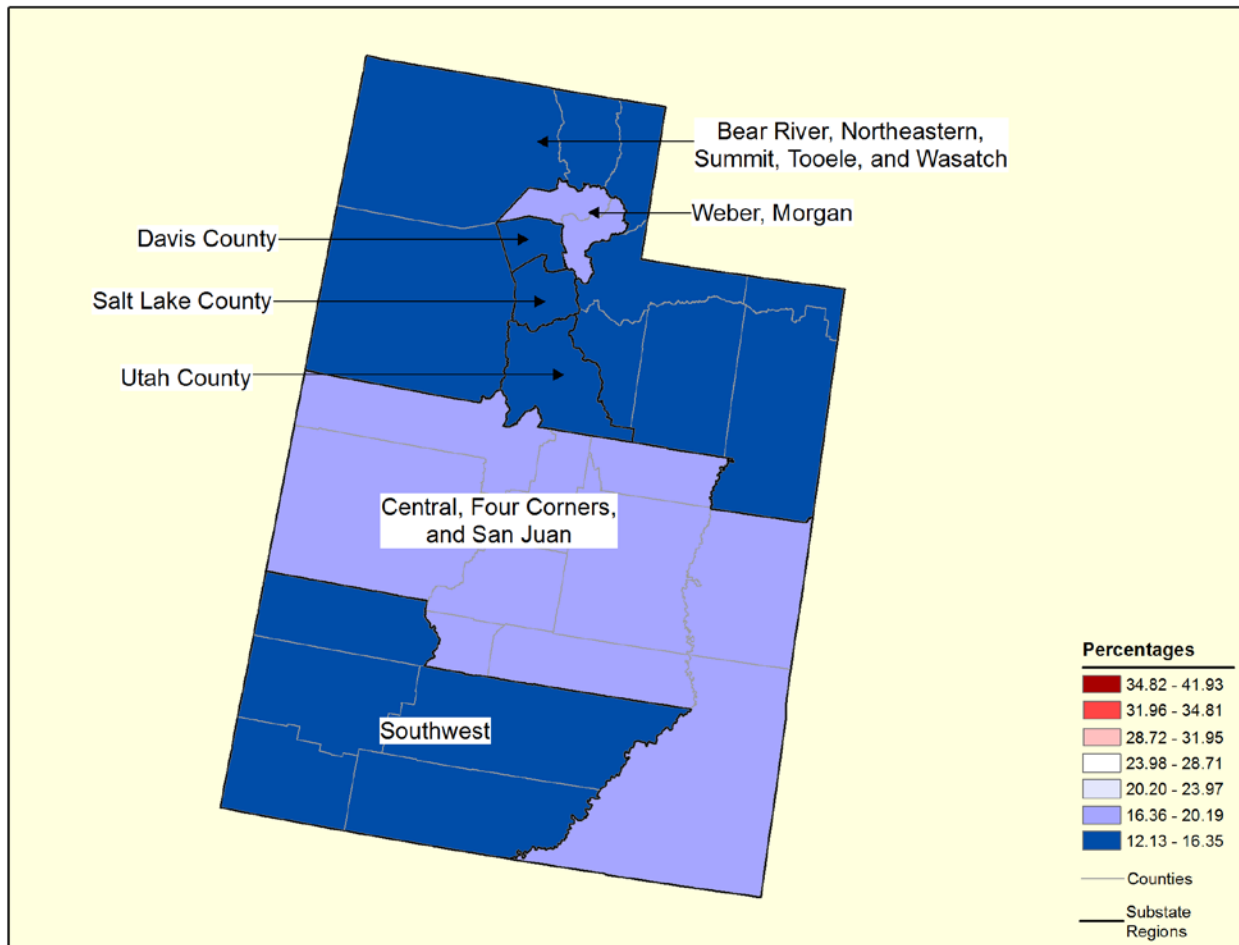 Bear River, Northeastern,
Summit, Tooele, and Wasatch
Weber, Morgan
Davis County
Salt Lake County
Utah County
Central, Four Corners,
and San Juan
Southwest
Percentages
34.82 - 41.93
31.96 - 34.81
28.72 - 31.95
23.98 - 28.71
20.20 - 23.97
16.36 - 20.19
12.13 - 16.35
Counties
Substate
Regions